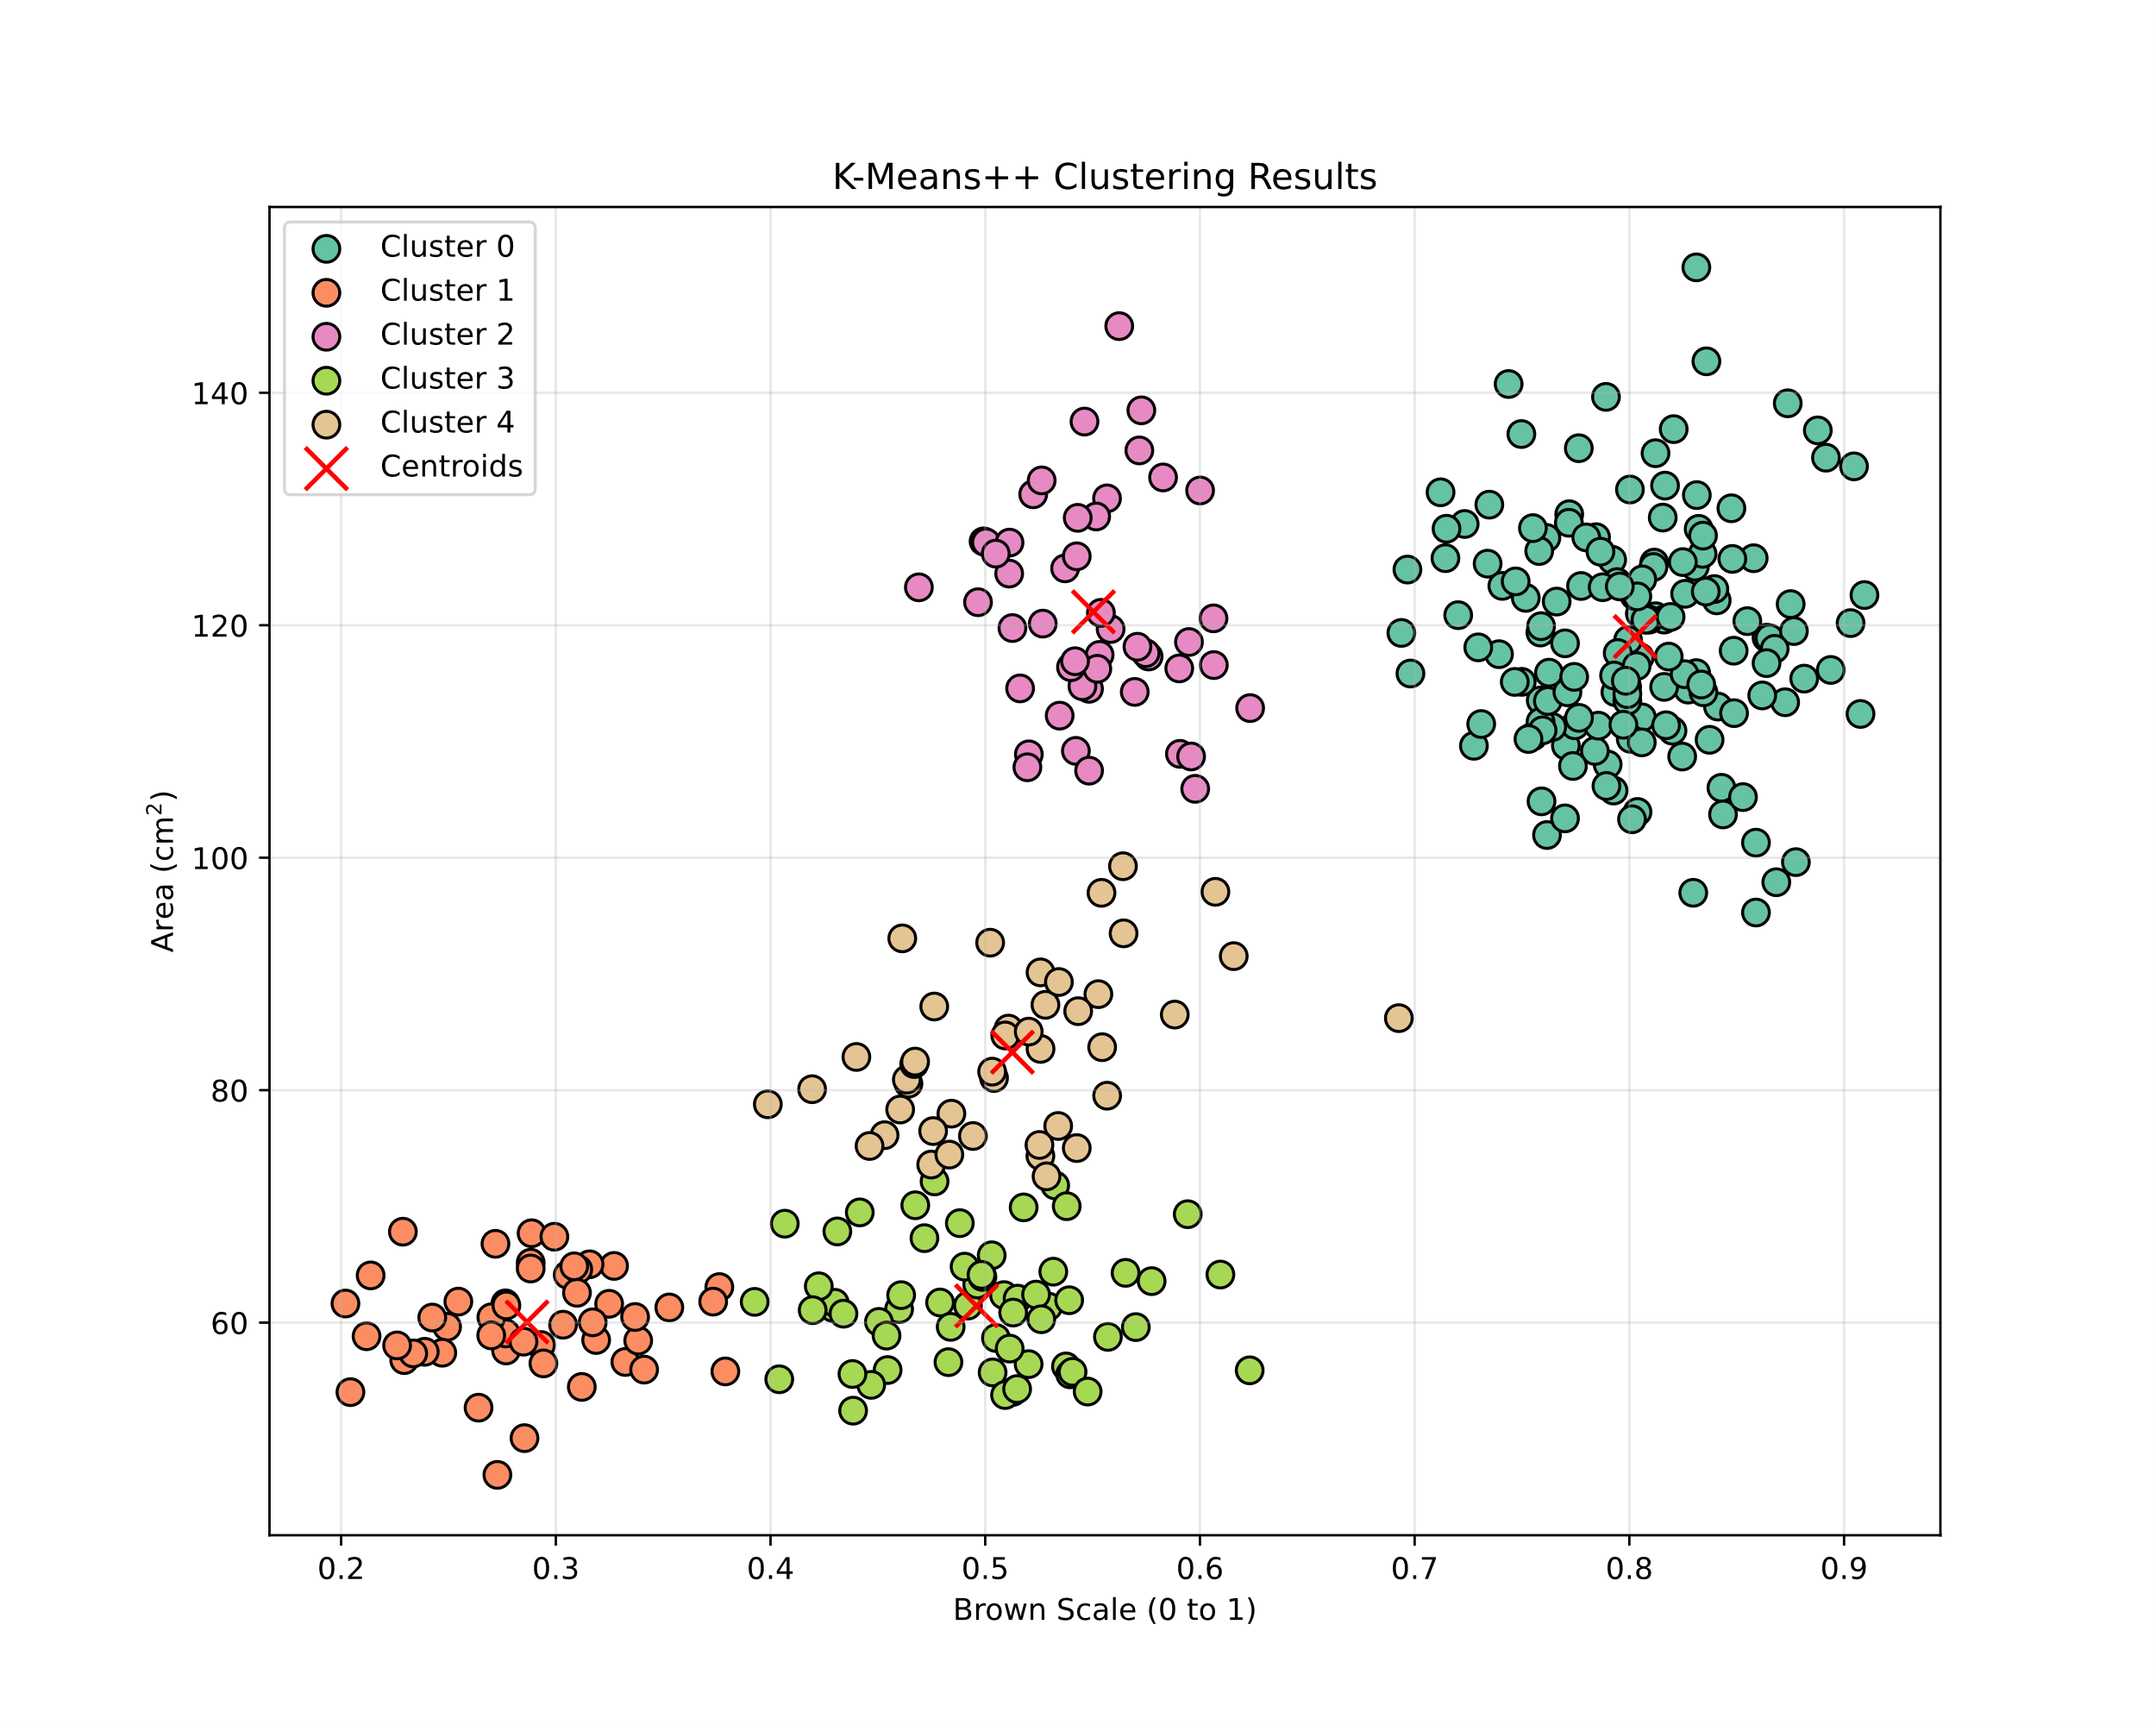 K-Means++ Clustering Results
Cluster 0
Cluster 1
Cluster 2
Cluster 3
Cluster 4
Centroids
140
120
100
80
60
Area (cm²)
0.2 0.3 0.4 0.5 0.6 0.7 0.8 0.9
Brown Scale (0 to 1)